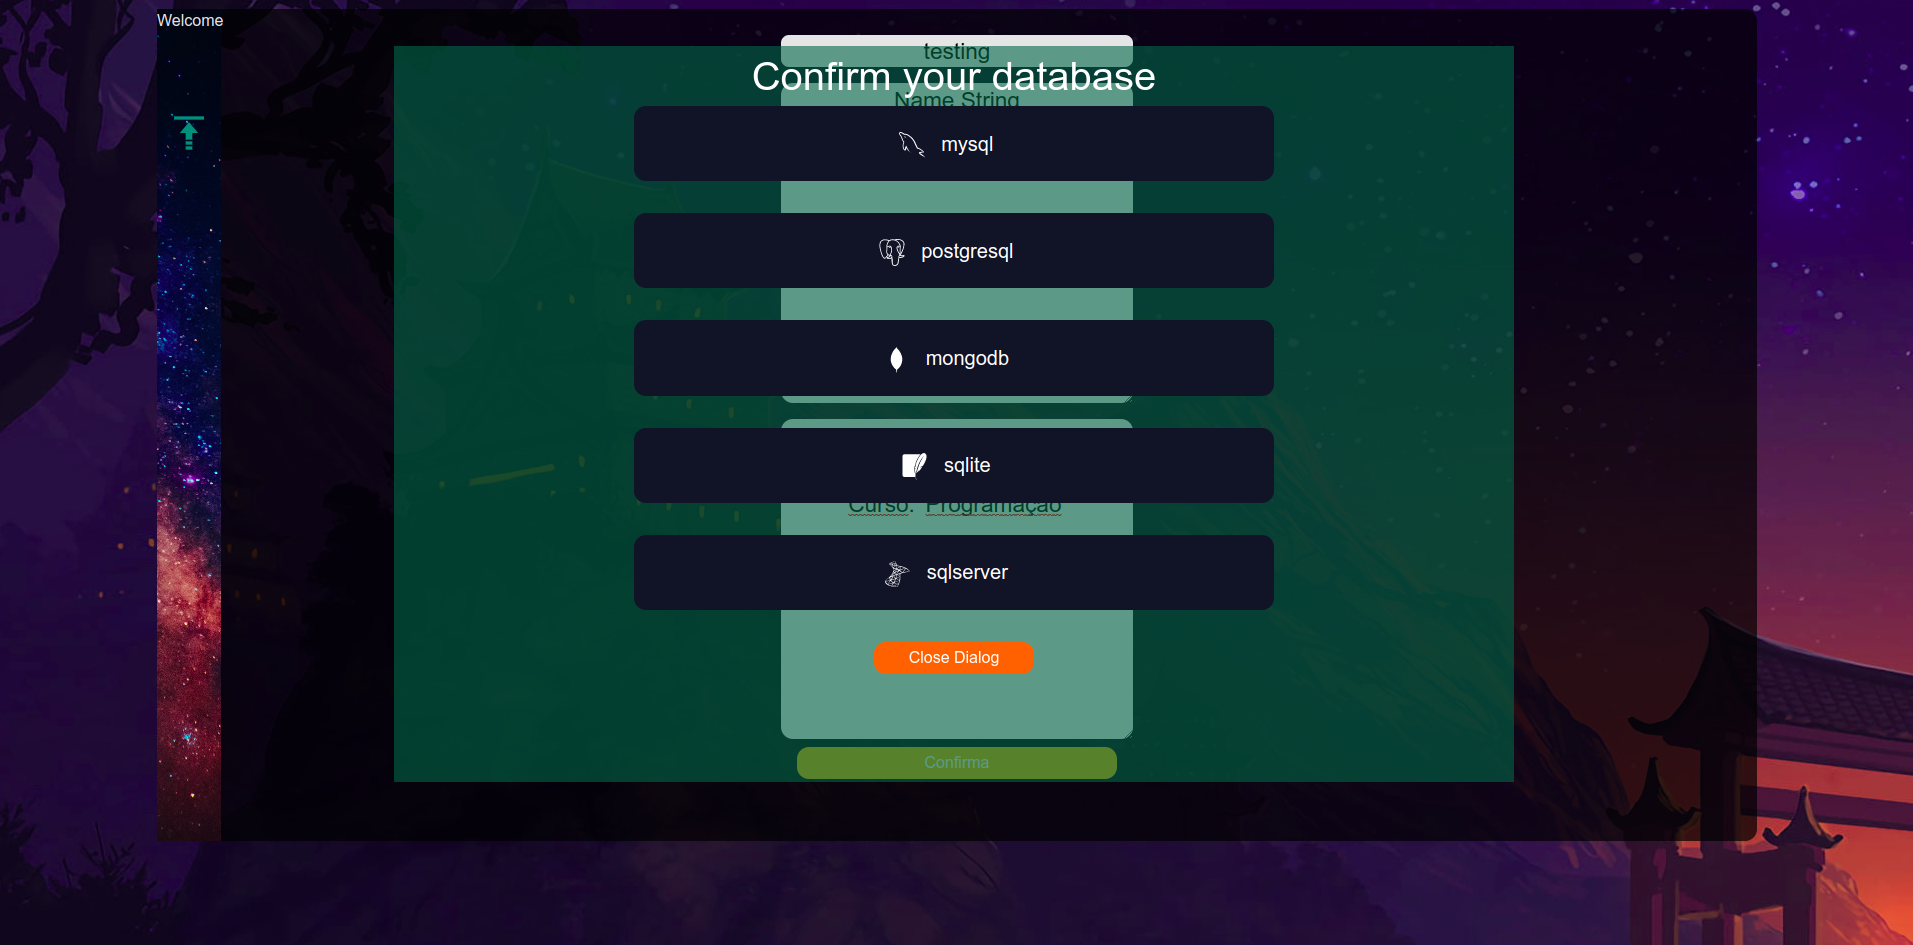 Welcome
testing
Confirm your database
Name String
mysql
postgresql
mongodb
sqlite
Curso: Programação
sqlserver
Close Dialog
Confirma